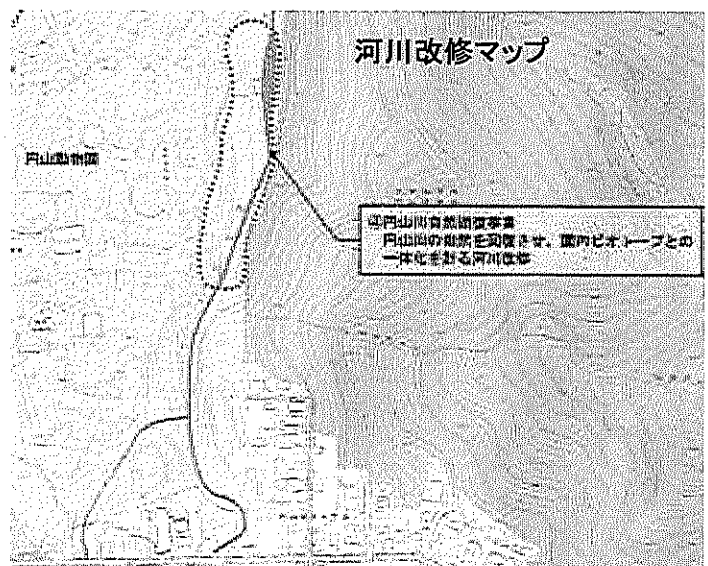 河川改修マップ
円山動物園
円山川自然回復事業
円山川の自然を回復させ、園内ビオトープとの
一体化を図る河川改修